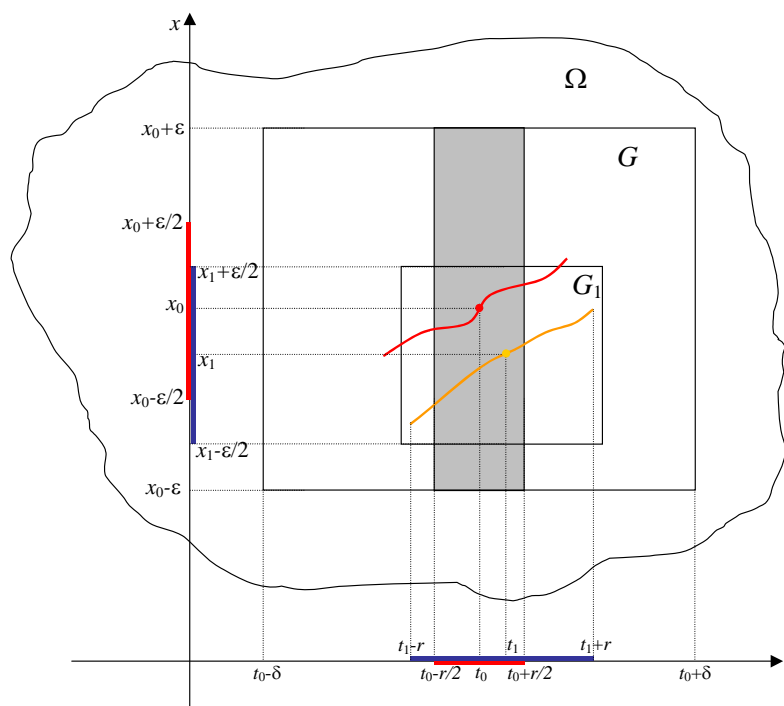 x
Ω
x₀+ε
G
x₀+ε/2
x₁+ε/2
G₁
x₀
x₁
x₀-ε/2
x₁-ε/2
x₀-ε
t₁-r
t₁
t₁+r
t₀-δ
t₀-r/2
t₀
t₀+r/2
t₀+δ